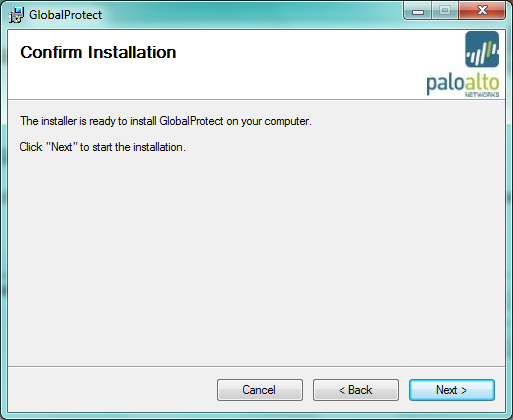 GlobalProtect
Confirm Installation
paloalto
NETWORKS
The installer is ready to install GlobalProtect on your computer.
Click "Next" to start the installation.
Cancel
< Back
Next >